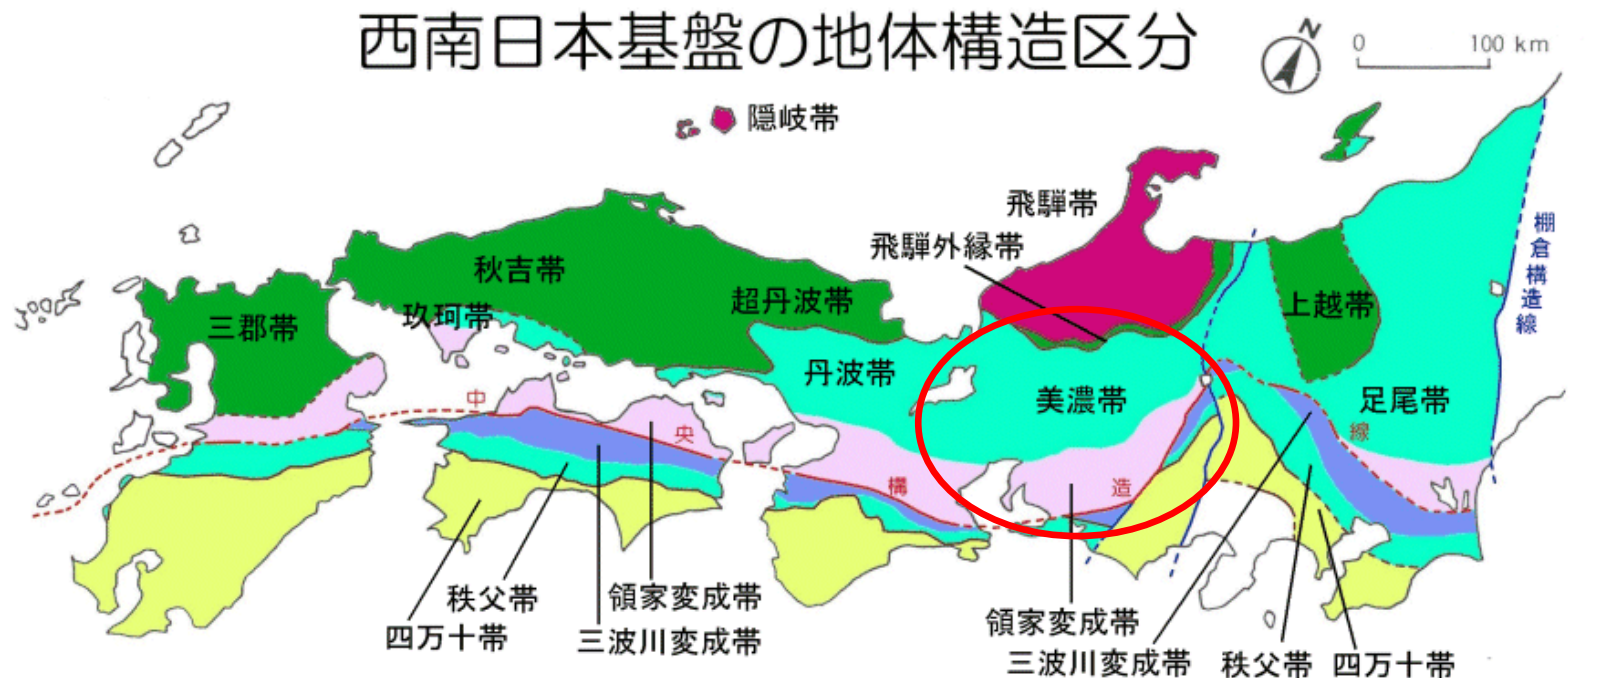 西南日本基盤の地体構造区分
N
0 100 km
隠岐帯
飛騨帯
飛騨外縁帯
棚倉構造線
秋吉帯
超丹波帯
上越帯
三郡帯
玖珂帯
丹波帯
美濃帯
足尾帯
中央構造線
秩父帯
四万十帯
領家変成帯
三波川変成帯
領家変成帯
三波川変成帯
秩父帯
四万十帯